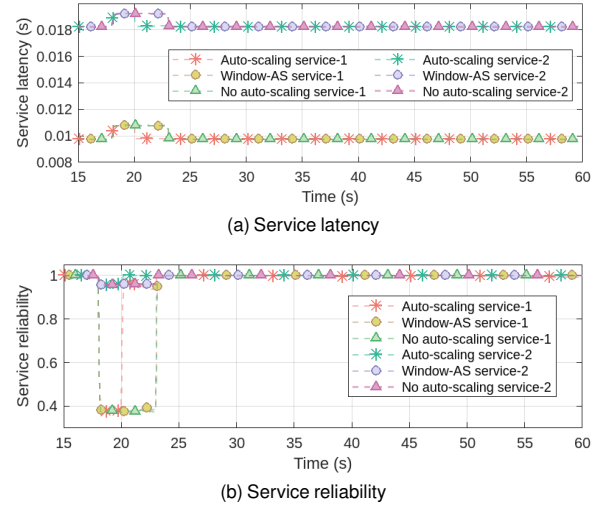 Service latency (s)
0.018
0.016
0.014
0.012
0.01
0.008
Auto-scaling service-1
Window-AS service-1
No auto-scaling service-1
Auto-scaling service-2
Window-AS service-2
No auto-scaling service-2
15 20 25 30 35 40 45 50 55 60
Time (s)
(a) Service latency
Service reliability
1
0.8
0.6
0.4
Auto-scaling service-1
Window-AS service-1
No auto-scaling service-1
Auto-scaling service-2
Window-AS service-2
No auto-scaling service-2
15 20 25 30 35 40 45 50 55 60
Time (s)
(b) Service reliability